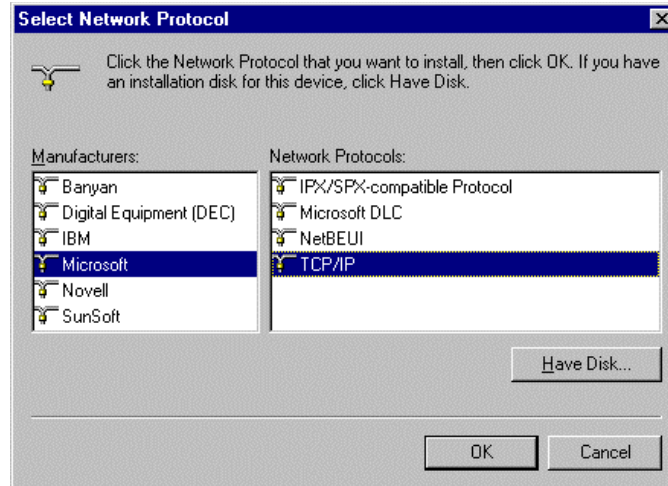 Select Network Protocol
Click the Network Protocol that you want to install, then click OK. If you have
an installation disk for this device, click Have Disk.
Manufacturers:
Banyan
Digital Equipment (DEC)
IBM
Microsoft
Novell
SunSoft
Network Protocols:
IPX/SPX-compatible Protocol
Microsoft DLC
NetBEUI
TCP/IP
Have Disk...
OK
Cancel